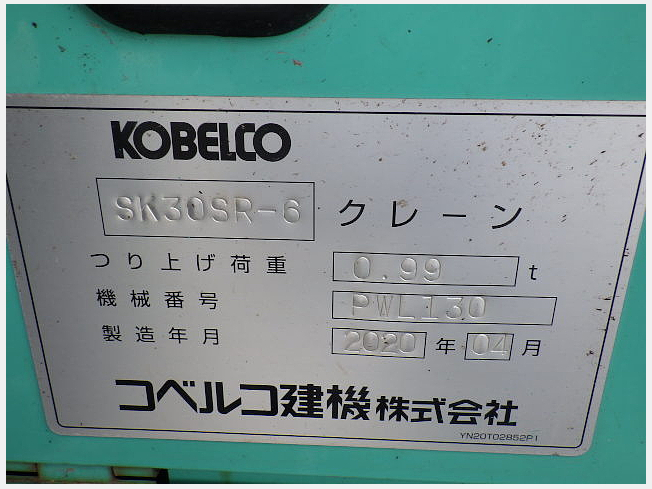 KOBELCO
SK30SR-6 クレーン
つり上げ荷重 0.99 t
機械番号 PWL130
製造年月 2020 年 04 月
コベルコ建機株式会社
YN20T02852P1